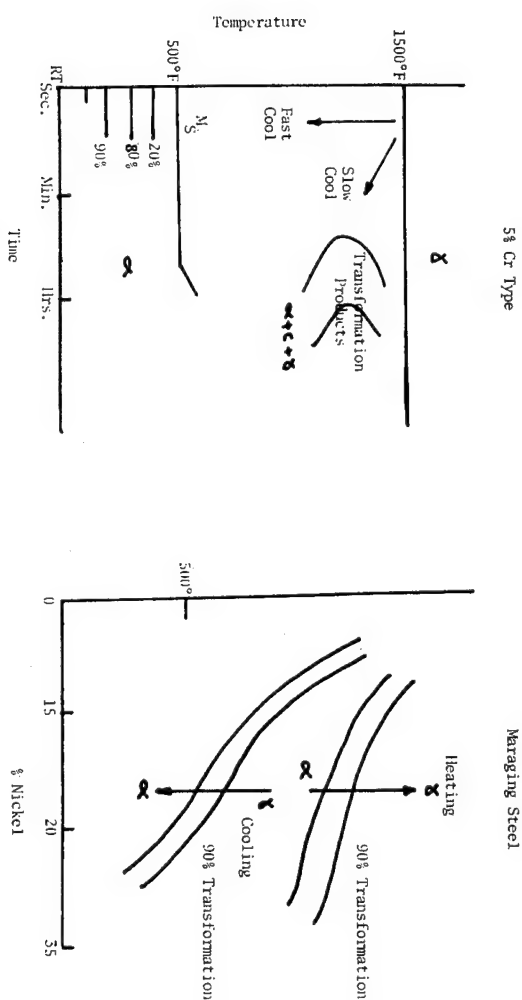 5% Cr Type
1500°F
γ
Fast
Cool
Slow
Cool
Transformation
Products
α+c+γ
Temperature
500°F
M
S
20%
80%
90%
α
RT
Sec.
Min.
Hrs.
Time
Maraging Steel
Heating
γ
α
90% Transformation
γ
Cooling
α
90% Transformation
500°
0
15
20
35
% Nickel